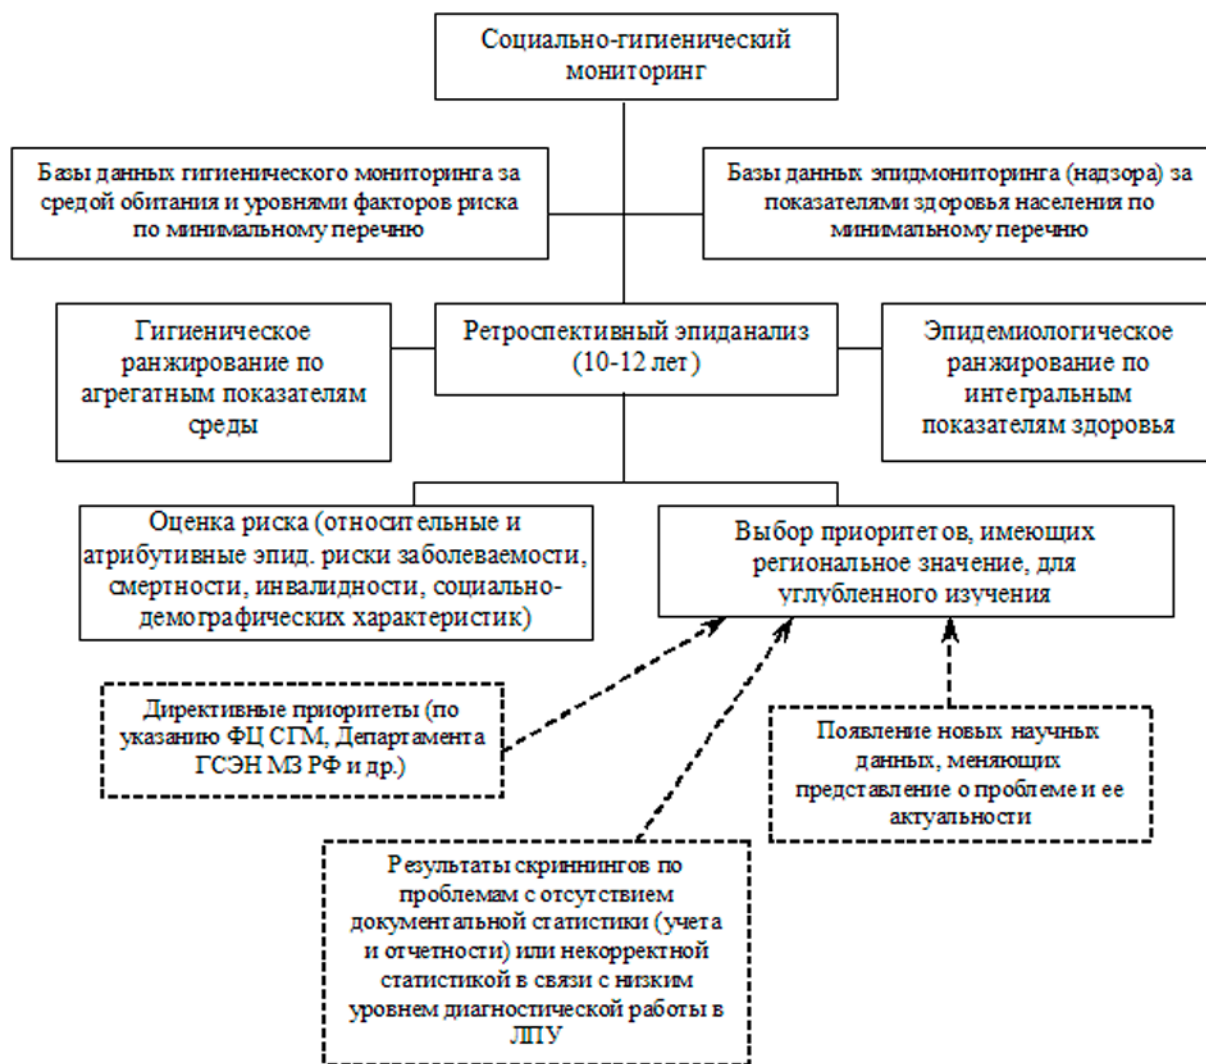 Социально-гигиенический
мониторинг
Базы данных гигиенического мониторинга за
средой обитания и уровнями факторов риска
по минимальному перечню
Базы данных эпидмониторинга (надзора) за
показателями здоровья населения по
минимальному перечню
Гигиеническое
ранжирование по
агрегатным показателям
среды
Ретроспективный эпиданализ
(10-12 лет)
Эпидемиологическое
ранжирование по
интегральным
показателям здоровья
Оценка риска (относительные и
атрибутивные эпид. риски заболеваемости,
смертности, инвалидности, социально-
демографических характеристик)
Выбор приоритетов, имеющих
региональное значение, для
углубленного изучения
Директивные приоритеты (по
указанию ФЦ СГМ, Департамента
ГСЭН МЗ РФ и др.)
Появление новых научных
данных, меняющих
представление о проблеме и ее
актуальности
Результаты скриннингов по
проблемам с отсутствием
документальной статистики (учета
и отчетности) или некорректной
статистикой в связи с низким
уровнем диагностической работы в
ЛПУ